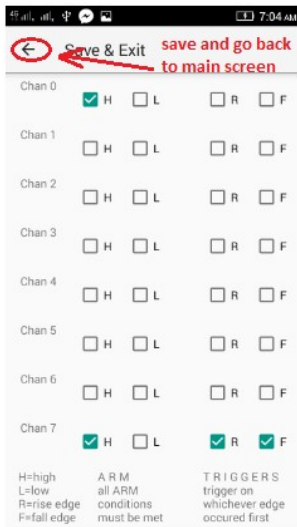 7:04 AM
Save & Exit
save and go back
to main screen
Chan 0
H L R F
Chan 1
H L R F
Chan 2
H L R F
Chan 3
H L R F
Chan 4
H L R F
Chan 5
H L R F
Chan 6
H L R F
Chan 7
H L R F
H=high
L=low
R=rise edge
F=fall edge
A R M
all ARM
conditions
must be met
T R I G G E R S
trigger on
whichever edge
occured first